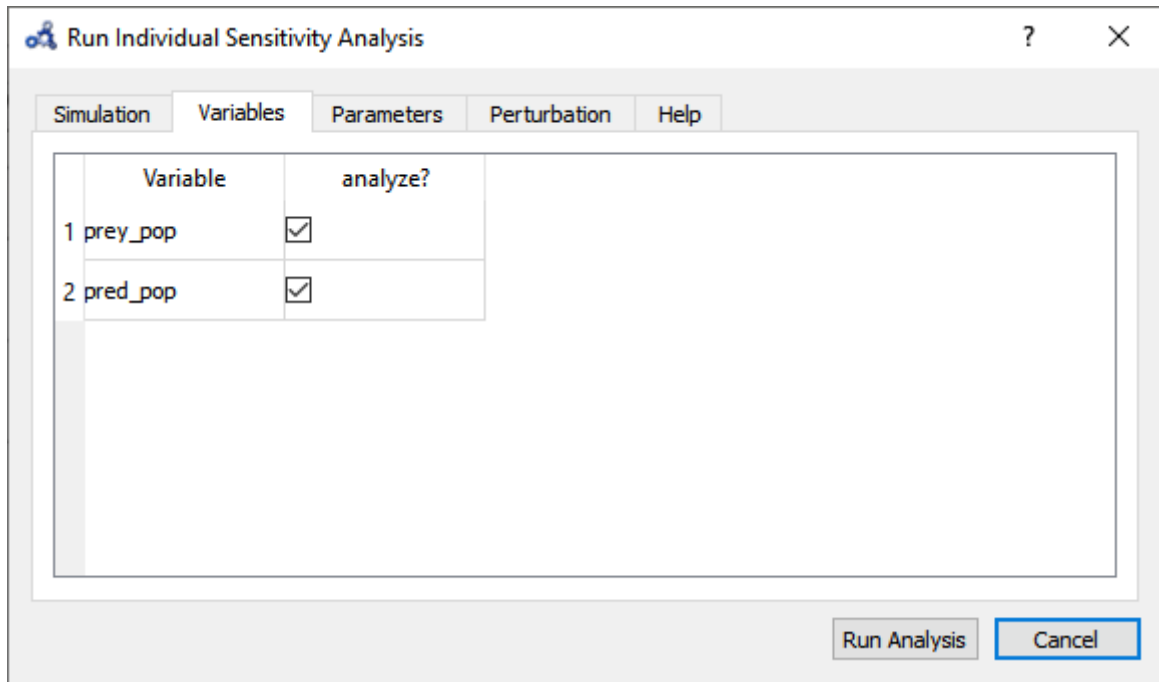 Run Individual Sensitivity Analysis ?
Simulation Variables Parameters Perturbation Help
Variable analyze?
1 prey_pop
2 pred_pop
Run Analysis Cancel